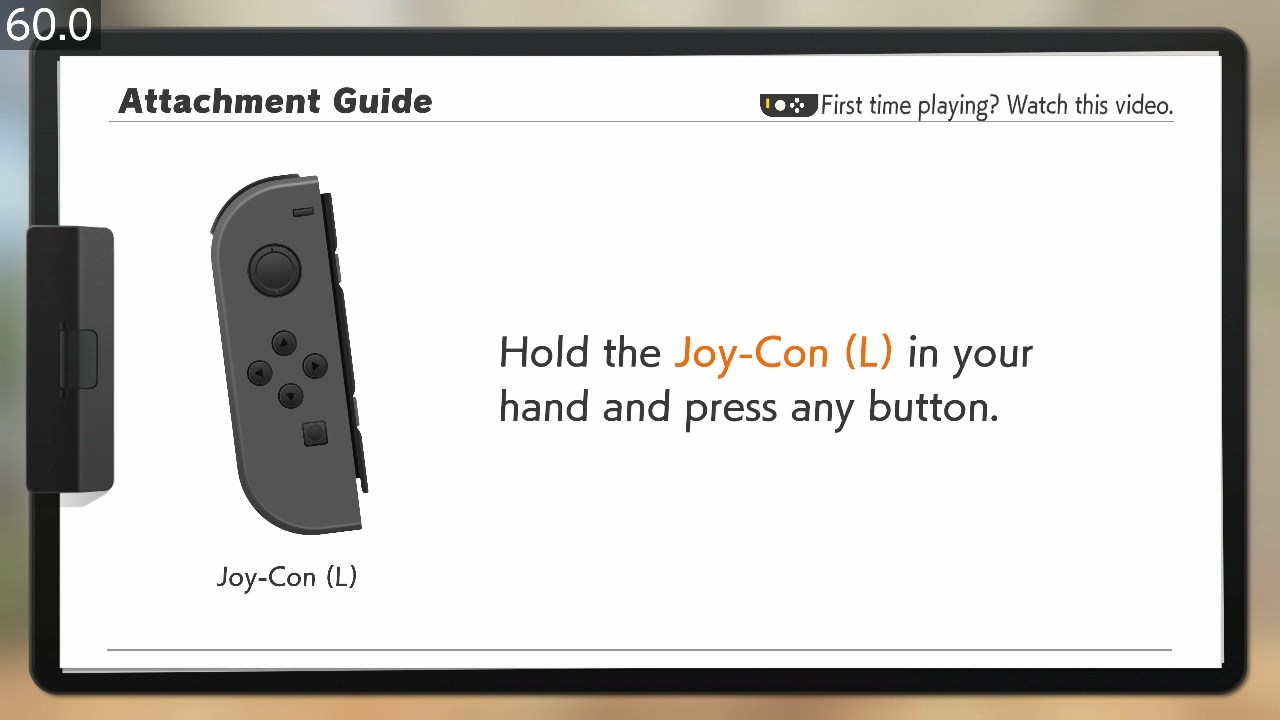 60.0
Attachment Guide
First time playing? Watch this video.
Hold the Joy-Con (L) in your
hand and press any button.
Joy-Con (L)